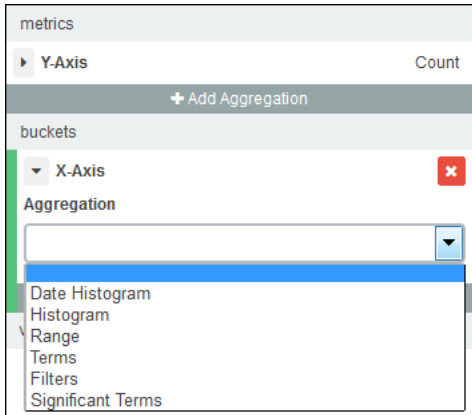 metrics
Y-Axis Count
+ Add Aggregation
buckets
X-Axis
Aggregation
Date Histogram
Histogram
Range
Terms
Filters
Significant Terms